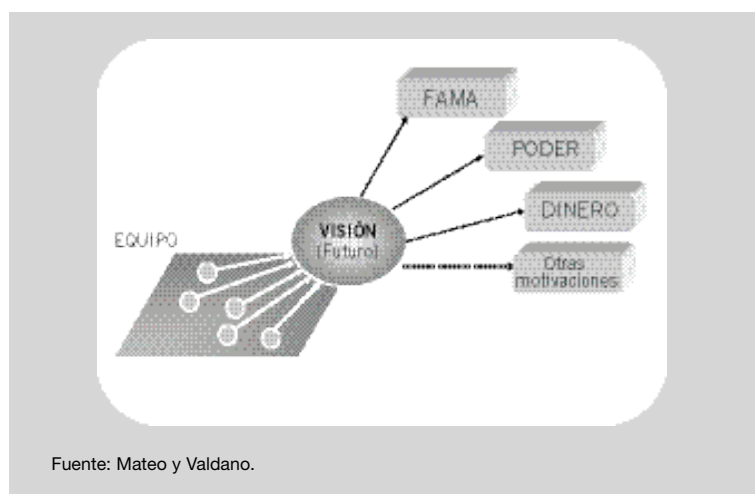 FAMA
PODER
DINERO
Otras
motivaciones
VISIÓN
(Futuro)
EQUIPO
Fuente: Mateo y Valdano.